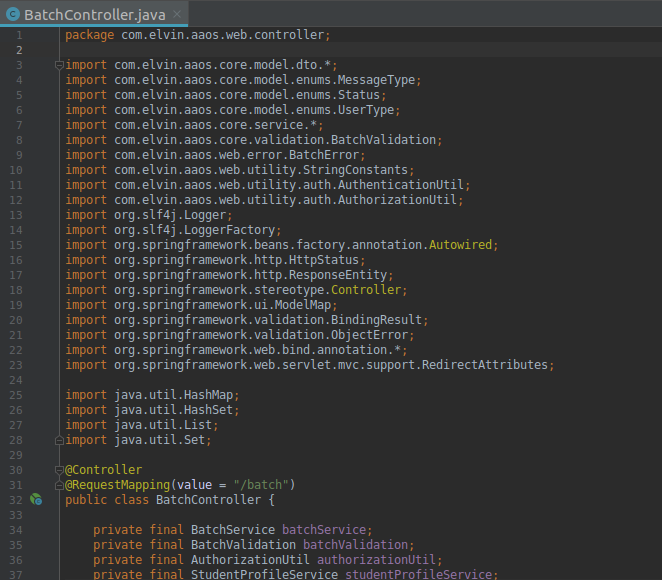 BatchController.java
1 package com.elvin.aaos.web.controller;
2
3 import com.elvin.aaos.core.model.dto.*;
4 import com.elvin.aaos.core.model.enums.MessageType;
5 import com.elvin.aaos.core.model.enums.Status;
6 import com.elvin.aaos.core.model.enums.UserType;
7 import com.elvin.aaos.core.service.*;
8 import com.elvin.aaos.core.validation.BatchValidation;
9 import com.elvin.aaos.web.error.BatchError;
10 import com.elvin.aaos.web.utility.StringConstants;
11 import com.elvin.aaos.web.utility.auth.AuthenticationUtil;
12 import com.elvin.aaos.web.utility.auth.AuthorizationUtil;
13 import org.slf4j.Logger;
14 import org.slf4j.LoggerFactory;
15 import org.springframework.beans.factory.annotation.Autowired;
16 import org.springframework.http.HttpStatus;
17 import org.springframework.http.ResponseEntity;
18 import org.springframework.stereotype.Controller;
19 import org.springframework.ui.ModelMap;
20 import org.springframework.validation.BindingResult;
21 import org.springframework.validation.ObjectError;
22 import org.springframework.web.bind.annotation.*;
23 import org.springframework.web.servlet.mvc.support.RedirectAttributes;
24
25 import java.util.HashMap;
26 import java.util.HashSet;
27 import java.util.List;
28 import java.util.Set;
29
30 @Controller
31 @RequestMapping(value = "/batch")
32 public class BatchController {
33
34 private final BatchService batchService;
35 private final BatchValidation batchValidation;
36 private final AuthorizationUtil authorizationUtil;
37 private final StudentProfileService studentProfileService;